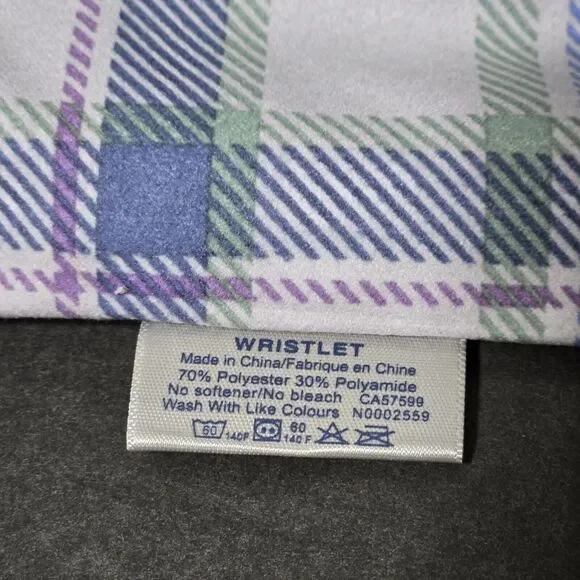 WRISTLET
Made in China/Fabrique en Chine
70% Polyester 30% Polyamide
No softener/No bleach CA57599
Wash With Like Colours N0002559
60 140F 60 140F